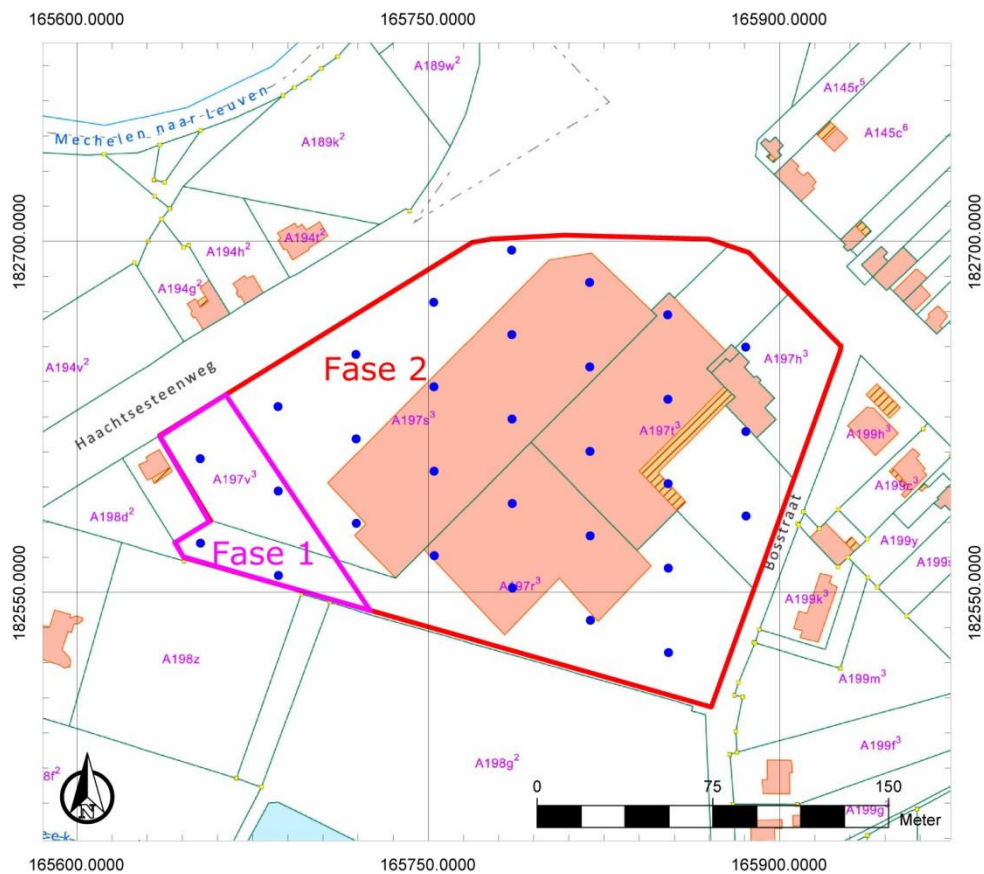 165600.0000
165750.0000
165900.0000
A189w²
A145r⁵
A145c⁶
Mechelen naar Leuven
A189k²
182700.0000
182700.0000
A194h²
A194t²
A194g²
A194v²
Haachtsesteenweg
Fase 2
A197h³
A197s³
A197t³
A199h³
A199c³
A197v³
A198d²
Fase 1
Bosstraat
A199y
182550.0000
182550.0000
A197r³
A199k³
A198z
A199m³
A198g²
A199f³
A199g³
N
0
75
150
Meter
165600.0000
165750.0000
165900.0000